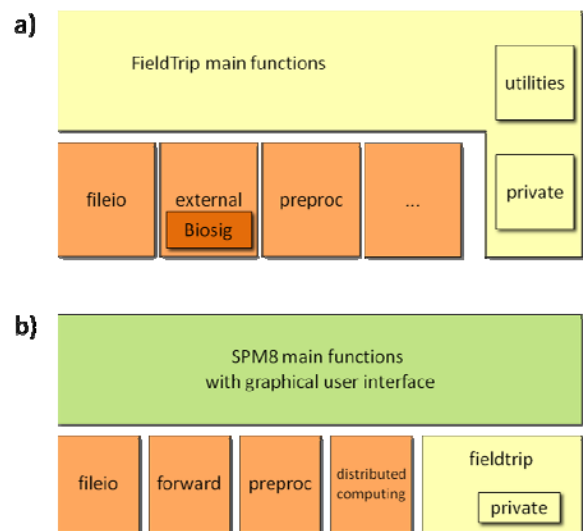 a)
FieldTrip main functions
utilities
fileio
external
Biosig
preproc
...
private
b)
SPM8 main functions
with graphical user interface
fileio
forward
preproc
distributed
computing
fieldtrip
private